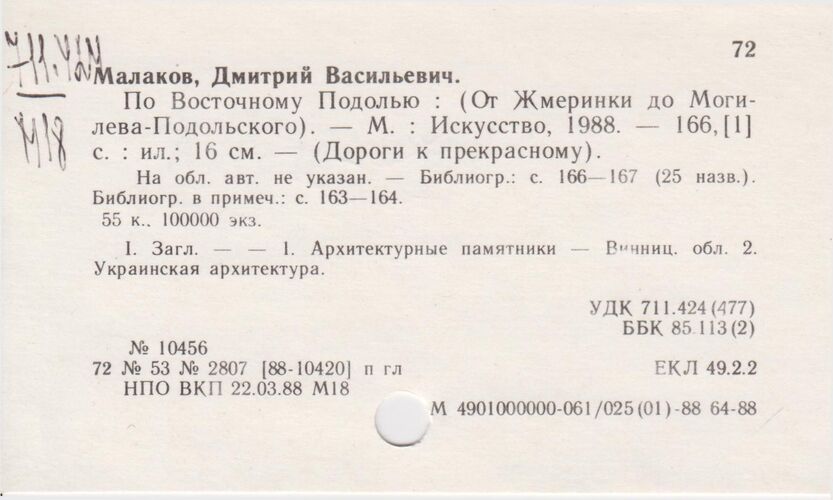 72
711.424
М18
Малаков, Дмитрий Васильевич.
По Восточному Подолью : (От Жмеринки до Моги-
лева-Подольского). — М. : Искусство, 1988. — 166,[1]
с. : ил.; 16 см. — (Дороги к прекрасному).
На обл. авт. не указан. — Библиогр.: с. 166—167 (25 назв.).
Библиогр. в примеч.: с. 163—164.
55 к.. 100000 экз.
I. Загл. — — 1. Архитектурные памятники — Винниц. обл. 2.
Украинская архитектура.
УДК 711.424(477)
ББК 85.113(2)
№ 10456
72 № 53 № 2807 [88-10420] п гл
ЕКЛ 49.2.2
НПО ВКП 22.03.88 М18
М 4901000000-061/025(01)-88 64-88